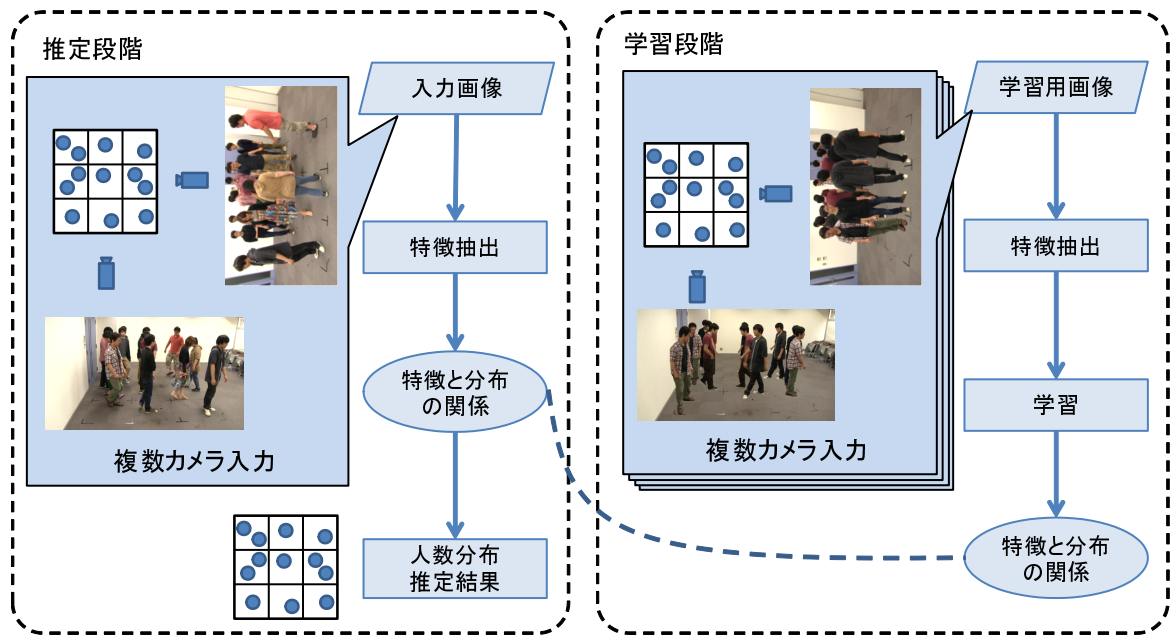 推定段階
入力画像
特徴抽出
特徴と分布
の関係
複数カメラ入力
人数分布
推定結果
学習段階
学習用画像
特徴抽出
学習
複数カメラ入力
特徴と分布
の関係